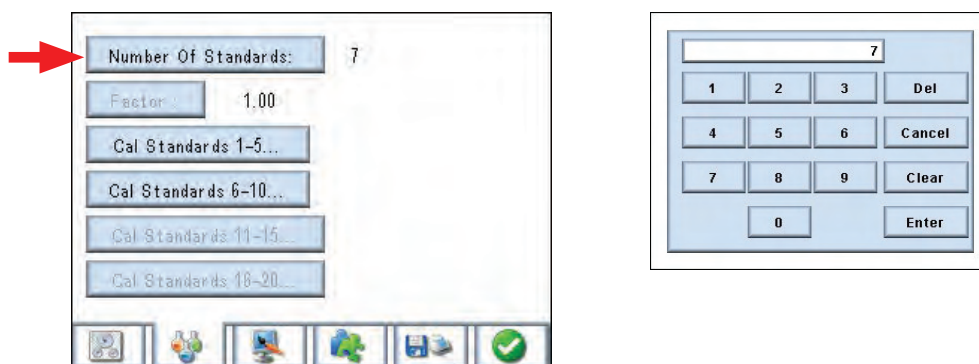 Number Of Standards: 7
Factor : 1.00
Cal Standards 1-5...
Cal Standards 6-10...
Cal Standards 11-15...
Cal Standards 16-20...
7
1 2 3 Del
4 5 6 Cancel
7 8 9 Clear
0 Enter